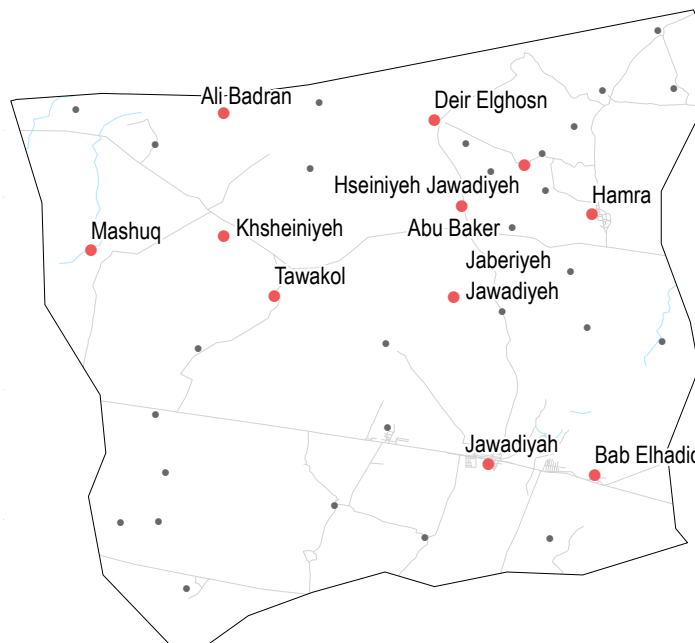 Ali Badran
Deir Elghosn
Hseiniyeh Jawadiyeh
Hamra
Abu Baker
Mashuq
Khsheiniyeh
Jaberiyeh
Jawadiyeh
Tawakol
Jawadiyah
Bab Elhadid